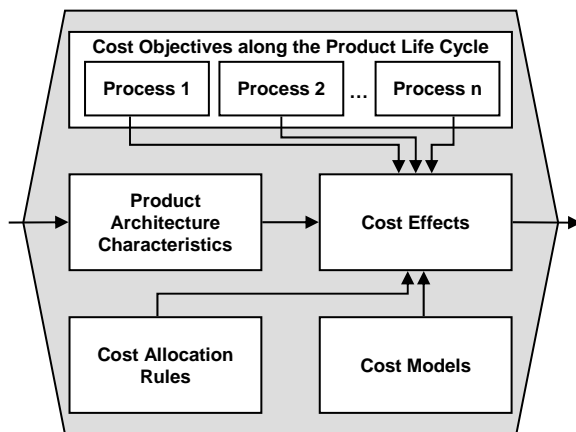 Cost Objectives along the Product Life Cycle
Process 1 Process 2 … Process n
Product
Architecture
Characteristics
Cost Effects
Cost Allocation
Rules
Cost Models